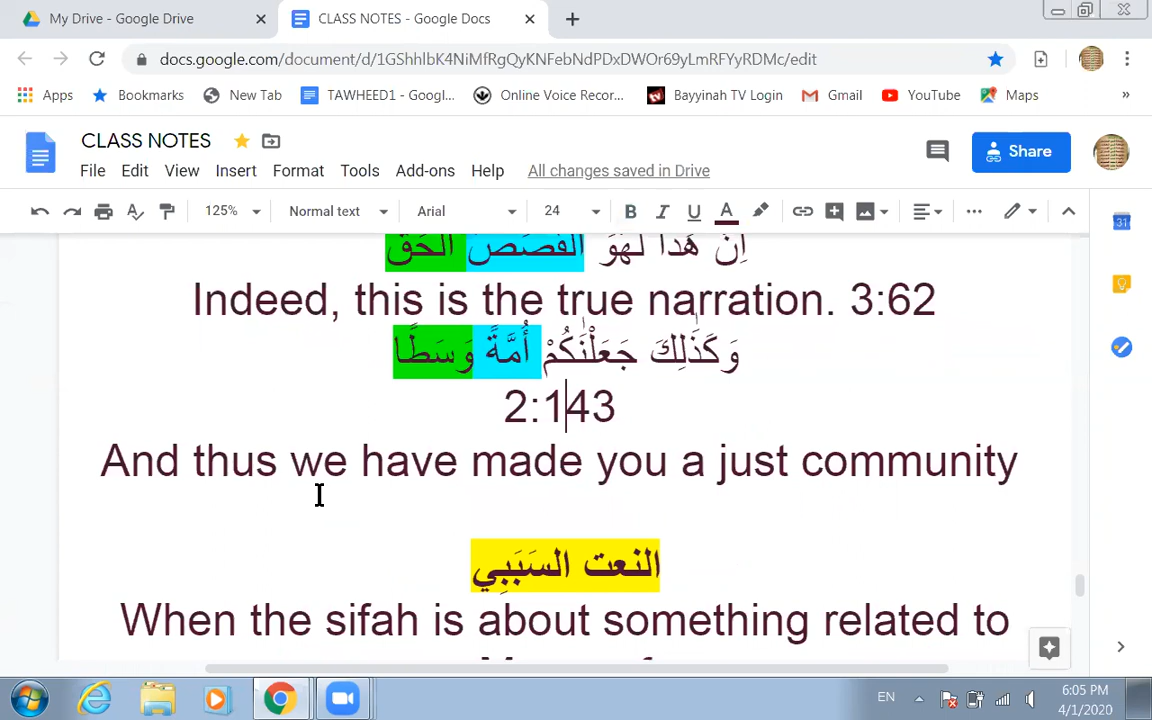 My Drive - Google Drive
CLASS NOTES - Google Docs
docs.google.com/document/d/1GShhlbK4NiMfRgQyKNFebNdPDxDWOr69yLmRFYyRDMc/edit
Apps
Bookmarks
New Tab
TAWHEED1 - Googl...
Online Voice Recor...
Bayyinah TV Login
Gmail
YouTube
Maps
»
CLASS NOTES
Share
File Edit View Insert Format Tools Add-ons Help All changes saved in Drive
125% Normal text Arial 24 B I U A
31
إِنَّ هَٰذَا لَهُوَ الْقَصَصُ الْحَقُّ
Indeed, this is the true narration. 3:62
وَكَذَٰلِكَ جَعَلْنَٰكُمْ أُمَّةً وَسَطًا
2:143
And thus we have made you a just community
النعت السَبَبِي
When the sifah is about something related to
EN
6:05 PM
4/1/2020